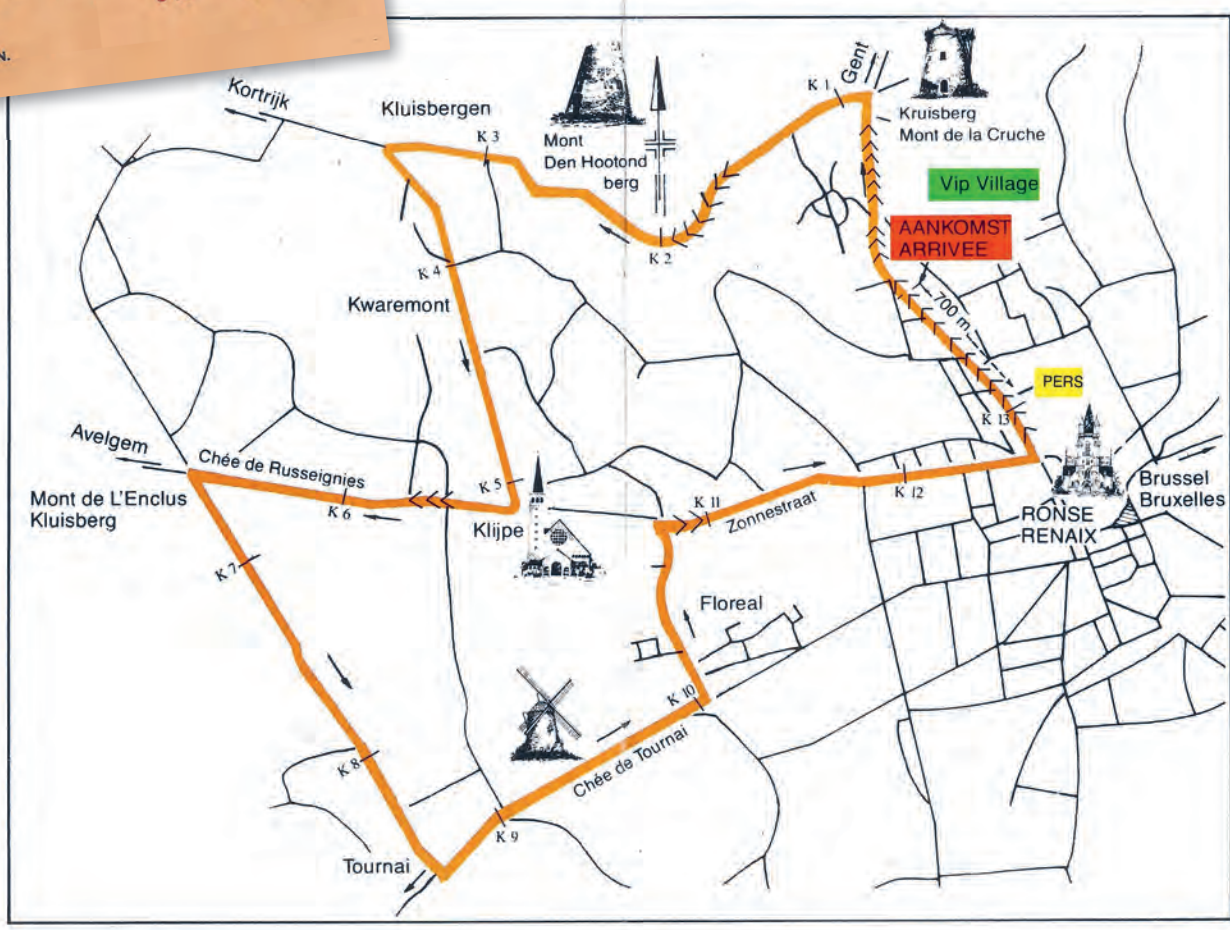 N.
Kortrijk
Kluisbergen
K 3
Mont
Den Hootond
berg
K 1
Gent
Kruisberg
Mont de la Cruche
Vip Village
AANKOMST
ARRIVEE
K 2
K 4
Kwaremont
700 m
PERS
K 13
Avelgem
Chée de Russeignies
Mont de L'Enclus
Kluisberg
K 6
K 5
Klijpe
K 11
Zonnestraat
K 12
RONSE
RENAIX
Brussel
Bruxelles
K 7
Floreal
K 10
Chée de Tournai
K 8
K 9
Tournai